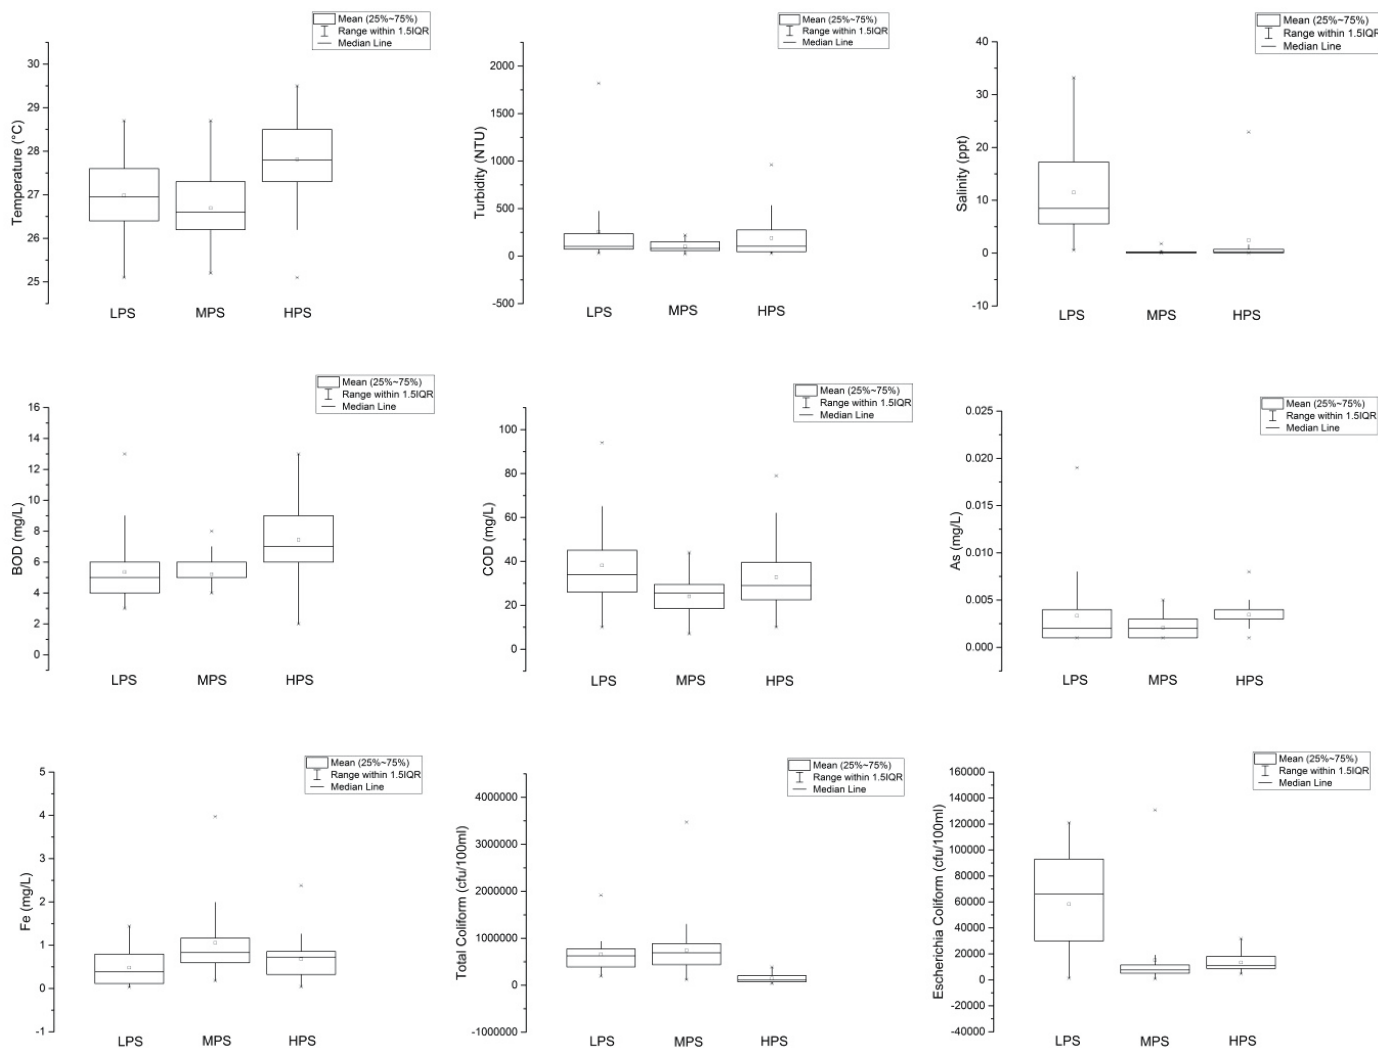 Mean (25%~75%)
Range within 1.5IQR
Median Line
Temperature (°C)
30
29
28
27
26
25
LPS
MPS
HPS
Mean (25%~75%)
Range within 1.5IQR
Median Line
Turbidity (NTU)
2000
1500
1000
500
0
-500
LPS
MPS
HPS
Mean (25%~75%)
Range within 1.5IQR
Median Line
Salinity (ppt)
40
30
20
10
0
-10
LPS
MPS
HPS
Mean (25%~75%)
Range within 1.5IQR
Median Line
BOD (mg/L)
16
14
12
10
8
6
4
2
0
LPS
MPS
HPS
Mean (25%~75%)
Range within 1.5IQR
Median Line
COD (mg/L)
100
80
60
40
20
0
LPS
MPS
HPS
Mean (25%~75%)
Range within 1.5IQR
Median Line
As (mg/L)
0.025
0.020
0.015
0.010
0.005
0.000
LPS
MPS
HPS
Mean (25%~75%)
Range within 1.5IQR
Median Line
Fe (mg/L)
5
4
3
2
1
0
-1
LPS
MPS
HPS
Mean (25%~75%)
Range within 1.5IQR
Median Line
Total Coliform (cfu/100ml)
4000000
3000000
2000000
1000000
0
-1000000
LPS
MPS
HPS
Mean (25%~75%)
Range within 1.5IQR
Median Line
Escherichia Coliform (cfu/100ml)
160000
140000
120000
100000
80000
60000
40000
20000
0
-20000
-40000
LPS
MPS
HPS